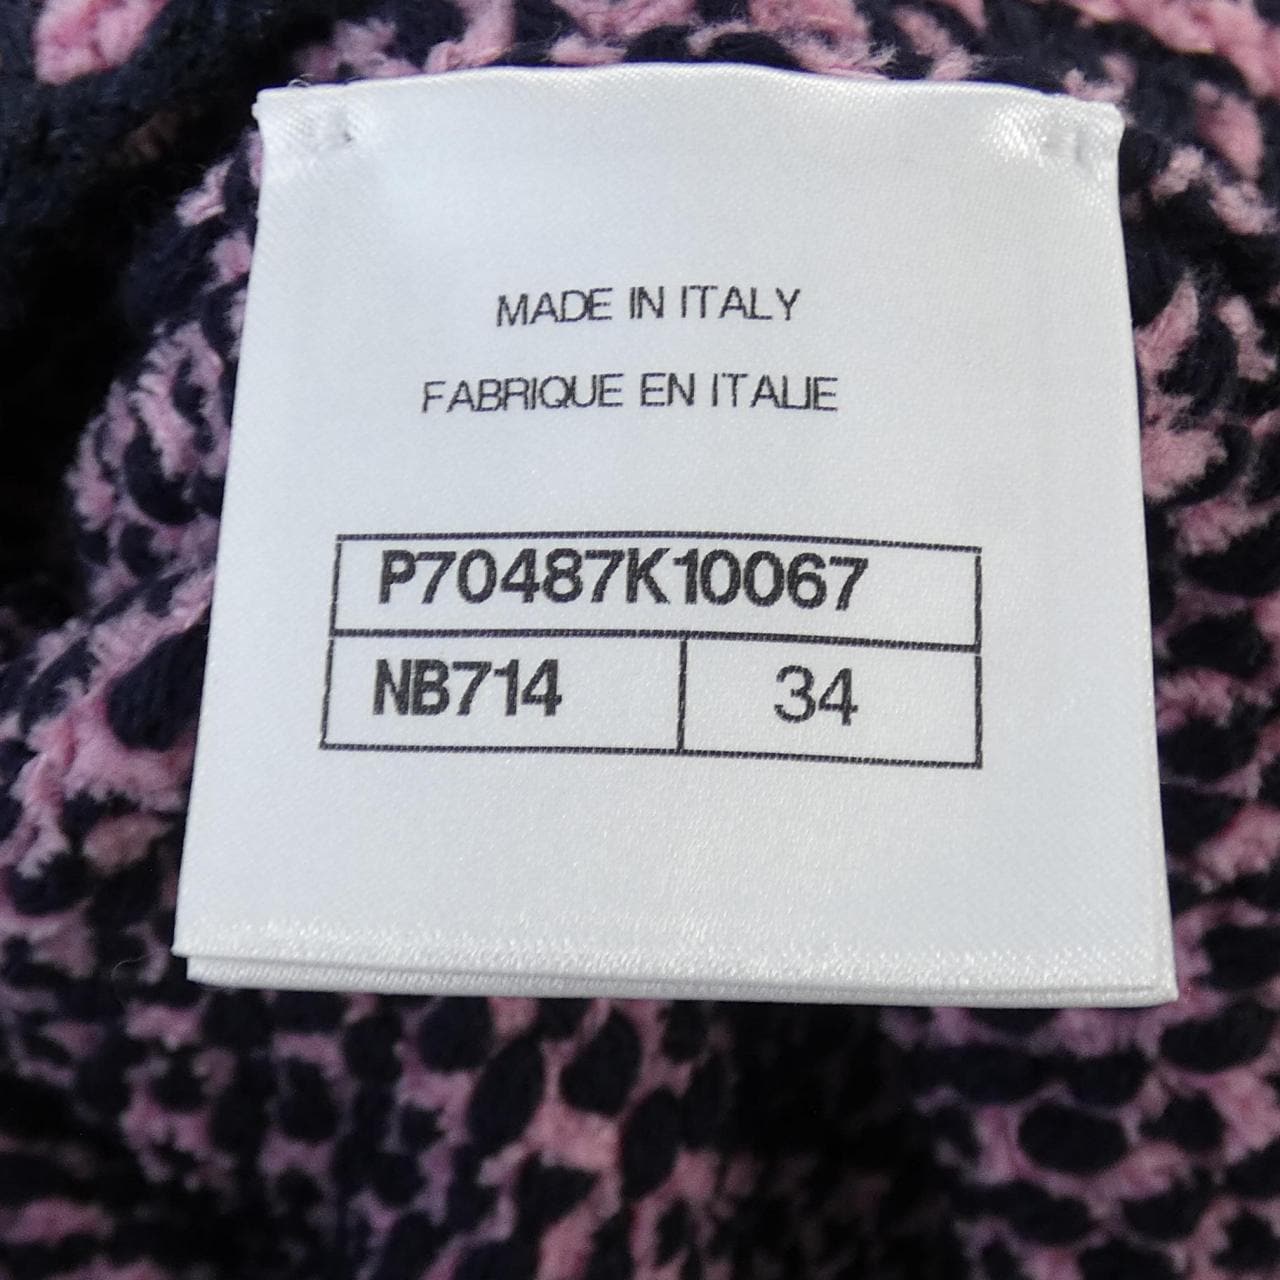 MADE IN ITALY
FABRIQUE EN ITALIE
P70487K10067
NB714 34